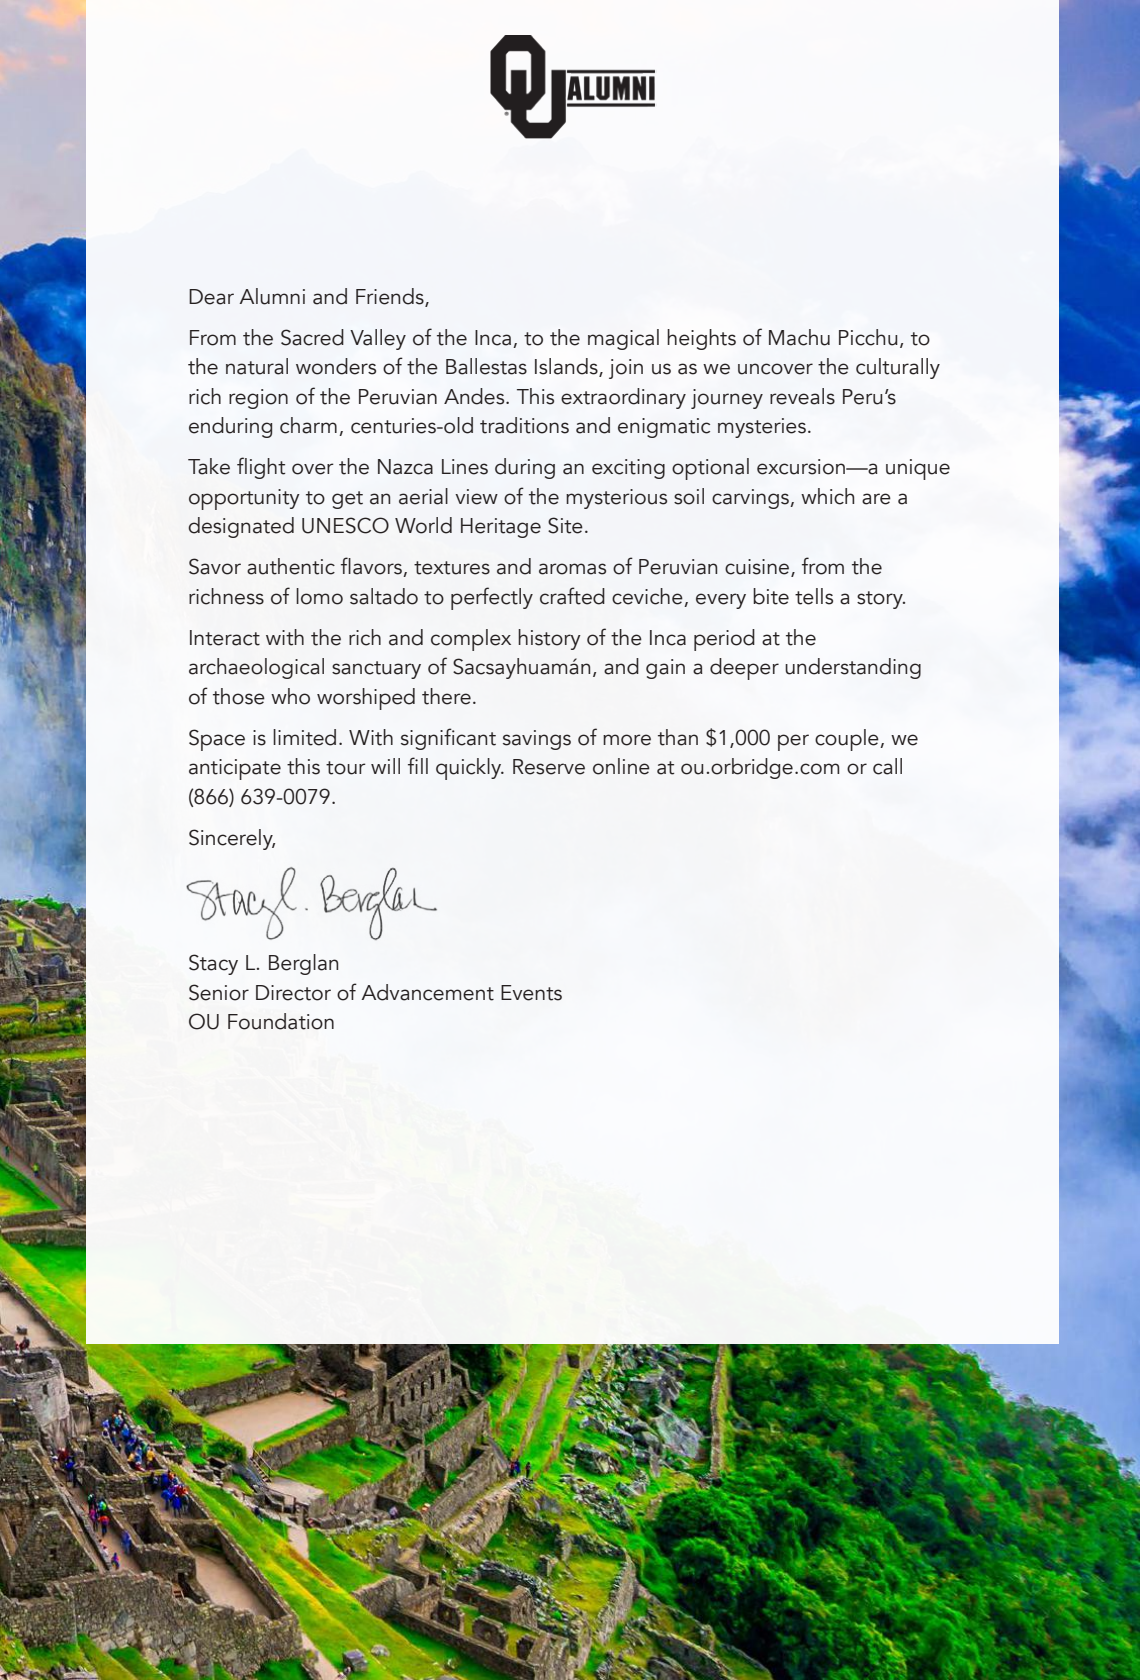 OU ALUMNI
Dear Alumni and Friends,
From the Sacred Valley of the Inca, to the magical heights of Machu Picchu, to
the natural wonders of the Ballestas Islands, join us as we uncover the culturally
rich region of the Peruvian Andes. This extraordinary journey reveals Peru’s
enduring charm, centuries-old traditions and enigmatic mysteries.
Take flight over the Nazca Lines during an exciting optional excursion—a unique
opportunity to get an aerial view of the mysterious soil carvings, which are a
designated UNESCO World Heritage Site.
Savor authentic flavors, textures and aromas of Peruvian cuisine, from the
richness of lomo saltado to perfectly crafted ceviche, every bite tells a story.
Interact with the rich and complex history of the Inca period at the
archaeological sanctuary of Sacsayhuamán, and gain a deeper understanding
of those who worshiped there.
Space is limited. With significant savings of more than $1,000 per couple, we
anticipate this tour will fill quickly. Reserve online at ou.orbridge.com or call
(866) 639-0079.
Sincerely,
Stacy L. Berglan
Stacy L. Berglan
Senior Director of Advancement Events
OU Foundation